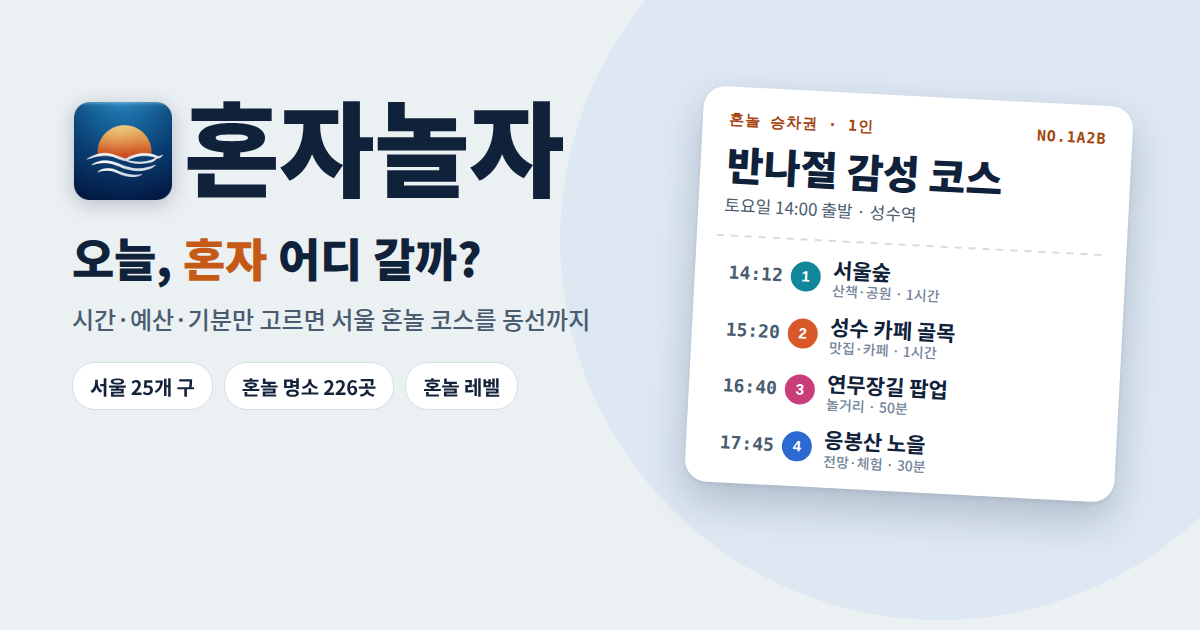 혼자놀자
오늘, 혼자 어디 갈까?
시간·예산·기분만 고르면 서울 혼놀 코스를 동선까지
서울 25개 구
혼놀 명소 226곳
혼놀 레벨
혼놀 승차권 · 1인
NO.1A2B
반나절 감성 코스
토요일 14:00 출발 · 성수역
14:12 1 서울숲
산책·공원 · 1시간
15:20 2 성수 카페 골목
맛집·카페 · 1시간
16:40 3 연무장길 팝업
놀거리 · 50분
17:45 4 응봉산 노을
전망·체험 · 30분